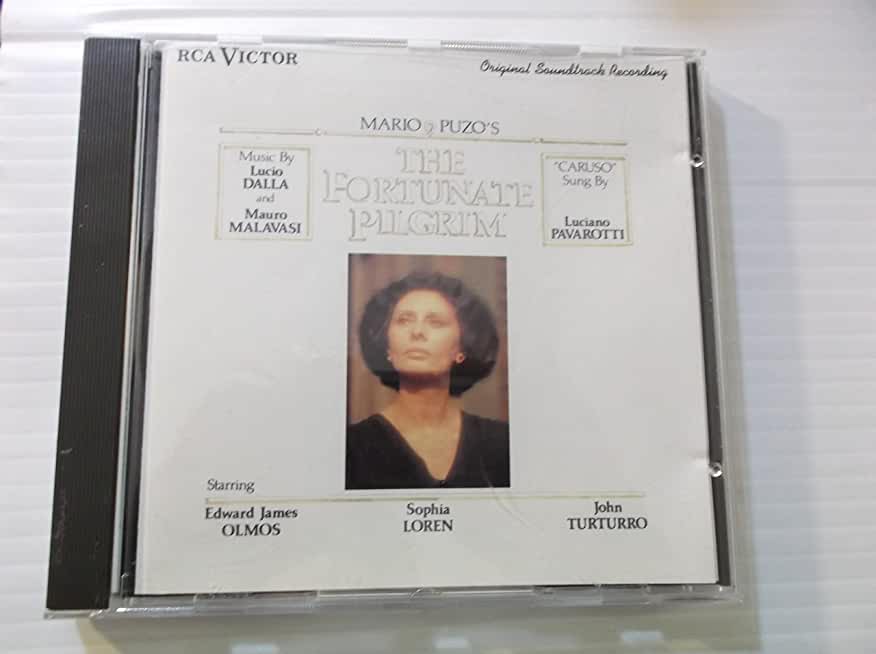 RCA VICTOR
Original Soundtrack Recording
MARIO PUZO'S
THE
FORTUNATE
PILGRIM
Music By
Lucio
DALLA
and
Mauro
MALAVASI
"CARUSO"
Sung By
Luciano
PAVAROTTI
Starring
Edward James
OLMOS
Sophia
LOREN
John
TURTURRO